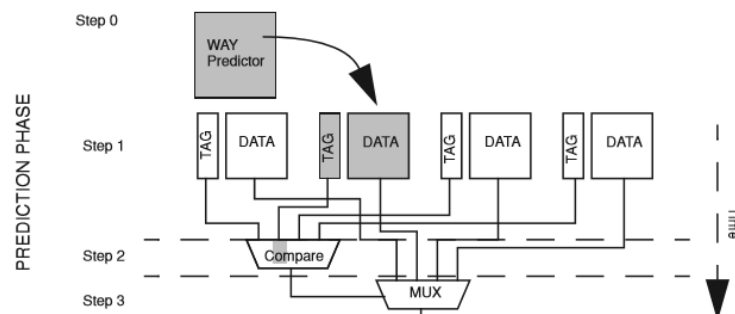 Step 0
WAY
Predictor
PREDICTION PHASE
Step 1
TAG
DATA
TAG
DATA
TAG
DATA
TAG
DATA
Step 2
Compare
Step 3
MUX